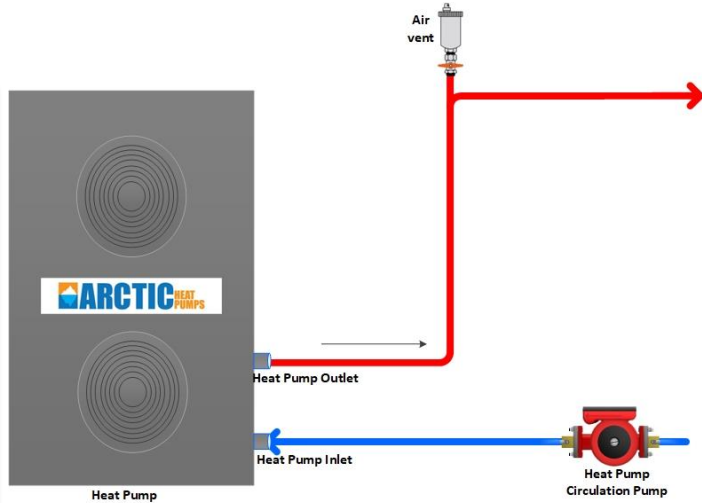 Air
vent
ARCTIC HEAT
PUMPS
Heat Pump Outlet
Heat Pump Inlet
Heat Pump
Circulation Pump
Heat Pump